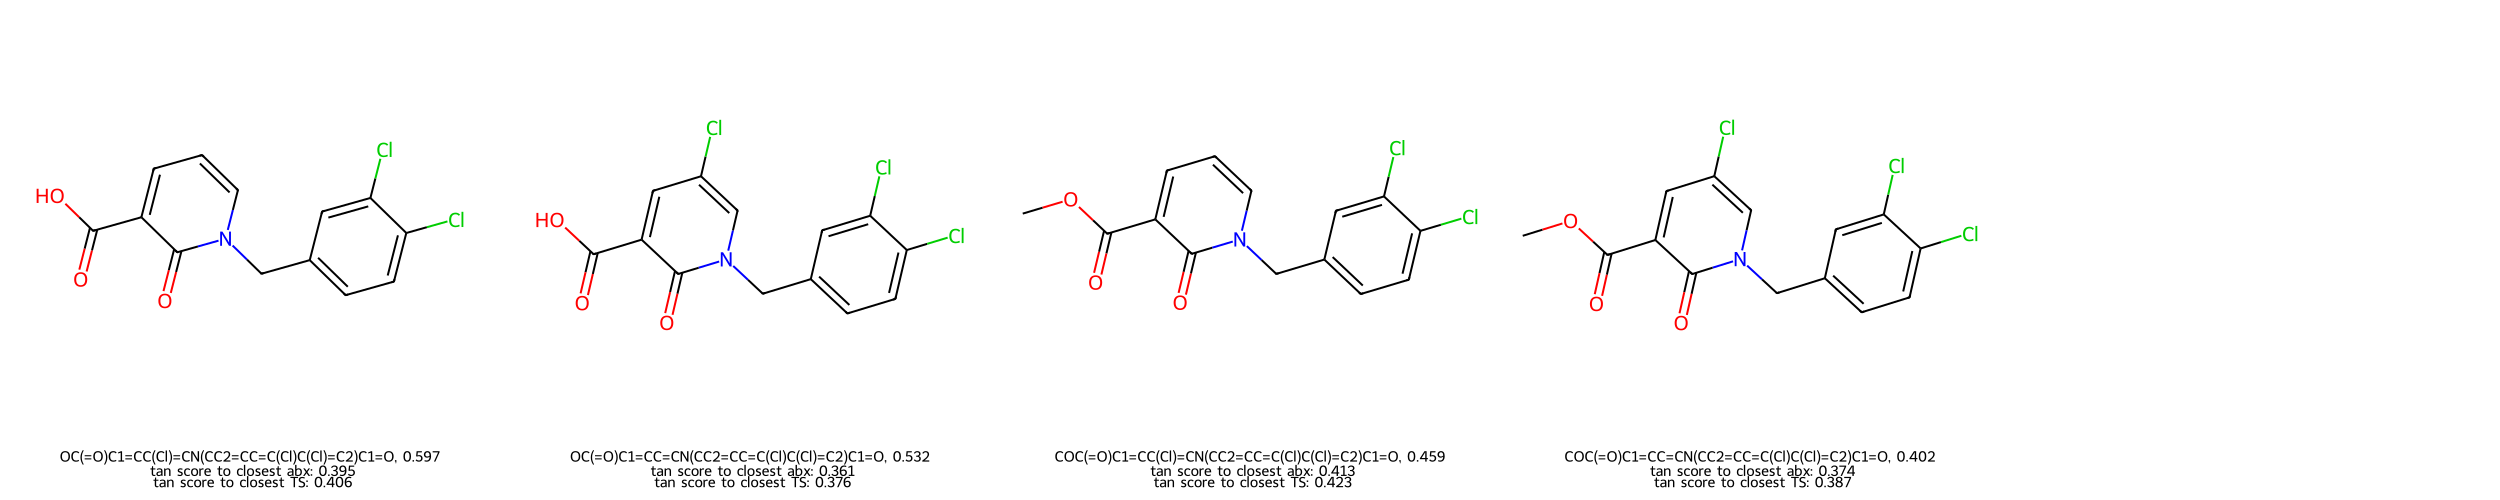 Cl
Cl
HO
O
O
N
Cl
Cl
Cl
HO
O
O
N
Cl
Cl
O
O
O
N
Cl
Cl
Cl
O
O
O
N
OC(=O)C1=CC(Cl)=CN(CC2=CC=C(Cl)C(Cl)=C2)C1=O, 0.597
tan score to closest abx: 0.395
tan score to closest TS: 0.406
OC(=O)C1=CC=CN(CC2=CC=C(Cl)C(Cl)=C2)C1=O, 0.532
tan score to closest abx: 0.361
tan score to closest TS: 0.376
COC(=O)C1=CC(Cl)=CN(CC2=CC=C(Cl)C(Cl)=C2)C1=O, 0.459
tan score to closest abx: 0.413
tan score to closest TS: 0.423
COC(=O)C1=CC=CN(CC2=CC=C(Cl)C(Cl)=C2)C1=O, 0.402
tan score to closest abx: 0.374
tan score to closest TS: 0.387